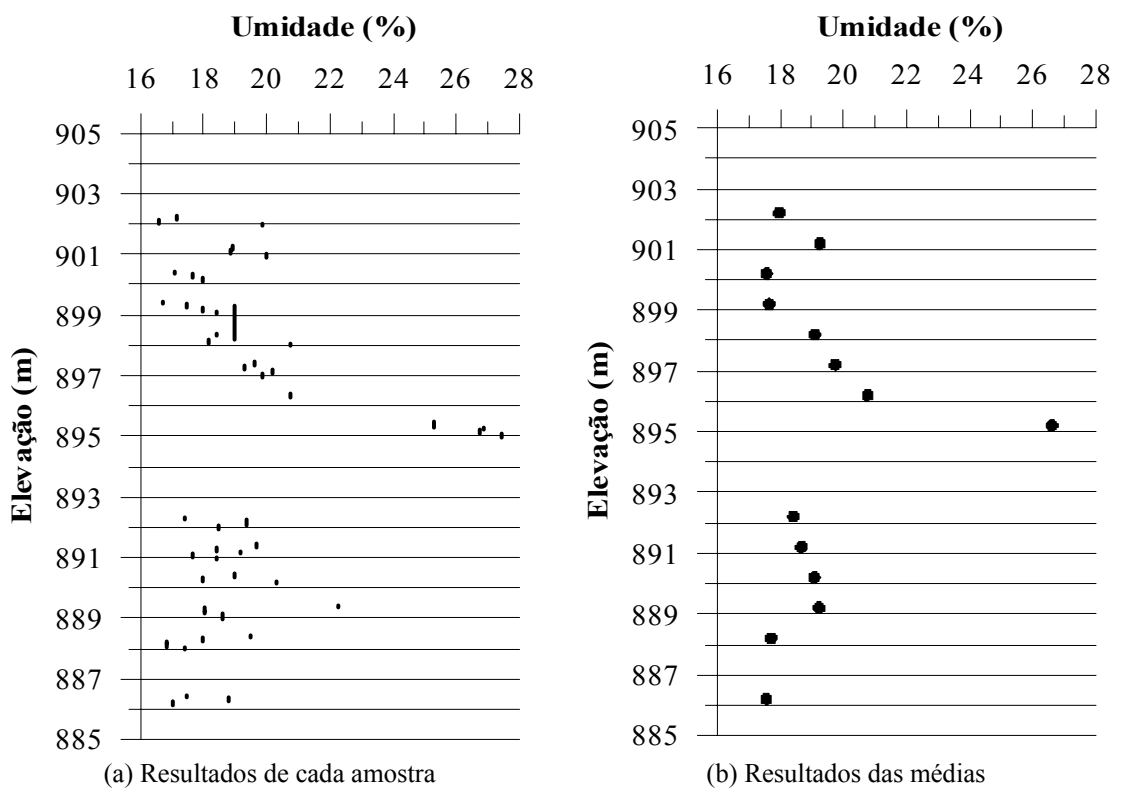 Umidade (%)
16 18 20 22 24 26 28
905
903
901
899
897
895
893
891
889
887
885
Elevação (m)
(a) Resultados de cada amostra
Umidade (%)
16 18 20 22 24 26 28
905
903
901
899
897
895
893
891
889
887
885
Elevação (m)
(b) Resultados das médias